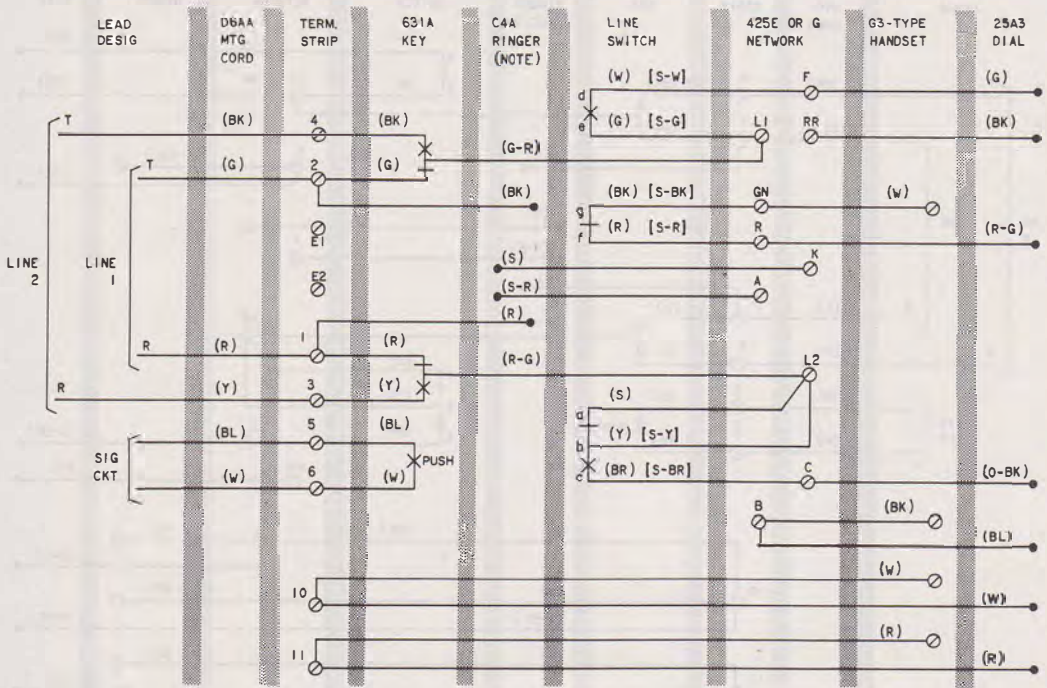 LEAD DESIG
D6AA MTG CORD
TERM. STRIP
631A KEY
C4A RINGER (NOTE)
LINE SWITCH
425E OR G NETWORK
G3-TYPE HANDSET
25A3 DIAL
(W) [S-W] F (G)
d
T (BK) 4 (BK) e (G) [S-G] L1 RR (BK)
T (G) 2 (G) (G-R)
(BK) (BK) [S-BK] GN (W)
g
E1 f (R) [S-R] R (R-G)
LINE 2 LINE 1 (S) K
E2 (S-R) A
(R)
R (R) 1 (R) (R-G) L2
R (Y) 3 (Y) (S)
a
(BL) 5 (BL) (Y) [S-Y]
b
SIG CKT PUSH
(W) 6 (W) c (BR) [S-BR] C (O-BK)
B (BK)
(BL)
10 (W)
(W)
11 (R)
(R)